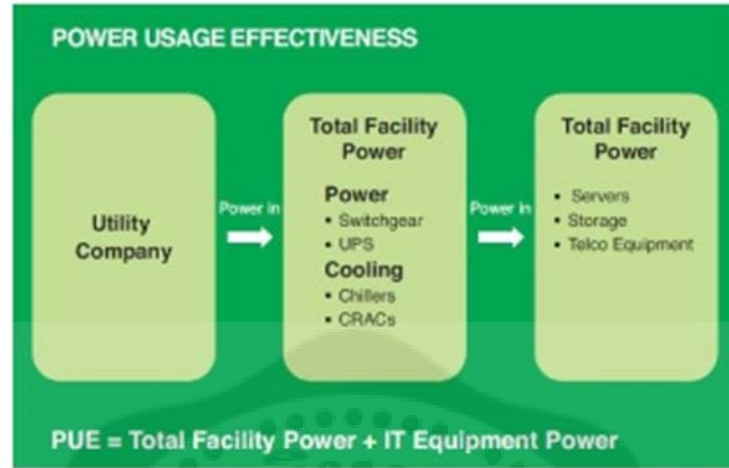 POWER USAGE EFFECTIVENESS
Utility
Company
Power in
Total Facility
Power
Power
▪ Switchgear
▪ UPS
Cooling
▪ Chillers
▪ CRACs
Power in
Total Facility
Power
▪ Servers
▪ Storage
▪ Telco Equipment
PUE = Total Facility Power + IT Equipment Power